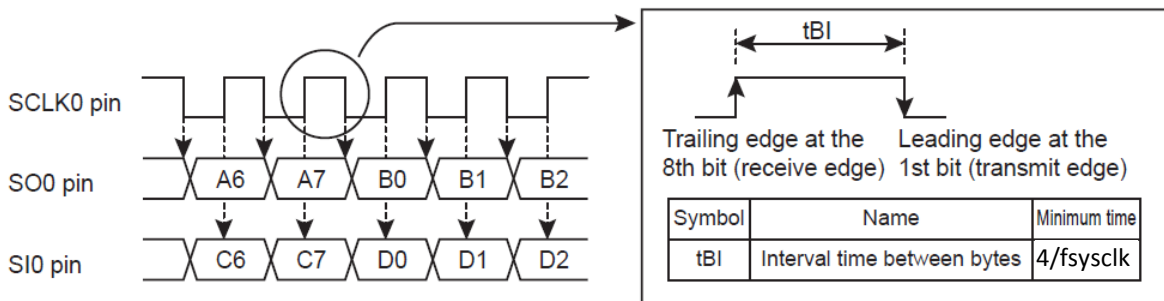 tBI
SCLK0 pin
Trailing edge at the
8th bit (receive edge)
Leading edge at the
1st bit (transmit edge)
SO0 pin A6 A7 B0 B1 B2
Symbol Name Minimum time
tBI Interval time between bytes 4/fsysclk
SI0 pin C6 C7 D0 D1 D2